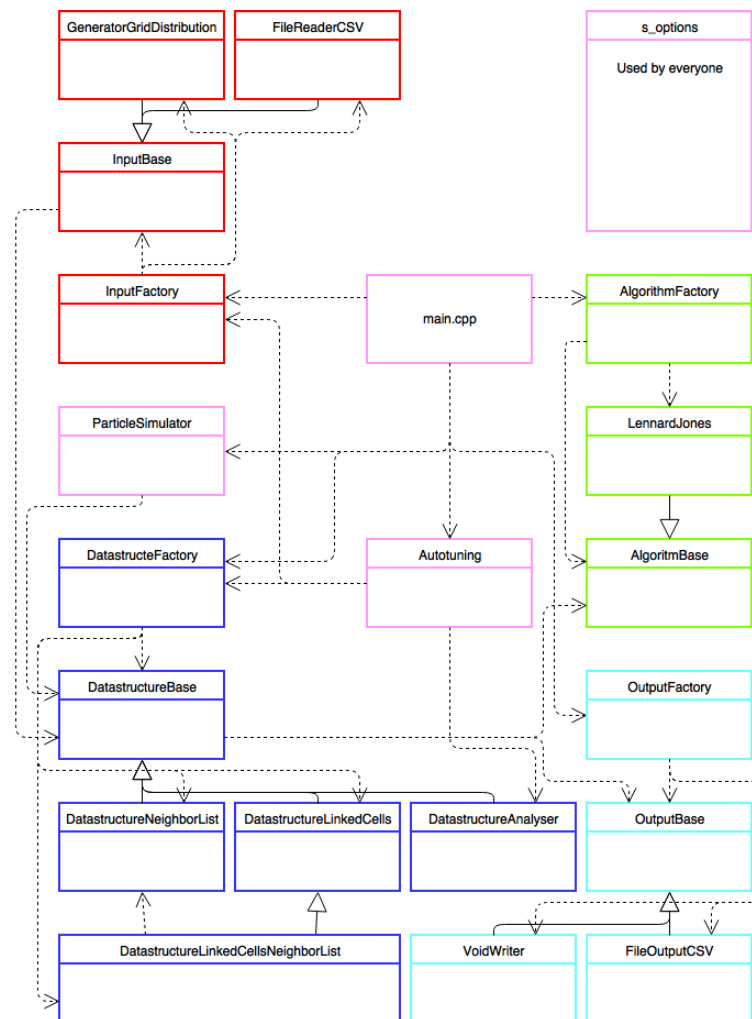 GeneratorGridDistribution
FileReaderCSV
s_options
Used by everyone
InputBase
InputFactory
main.cpp
AlgorithmFactory
ParticleSimulator
LennardJones
DatastructeFactory
Autotuning
AlgoritmBase
DatastructureBase
OutputFactory
DatastructureNeighborList
DatastructureLinkedCells
DatastructureAnalyser
OutputBase
DatastructureLinkedCellsNeighborList
VoidWriter
FileOutputCSV